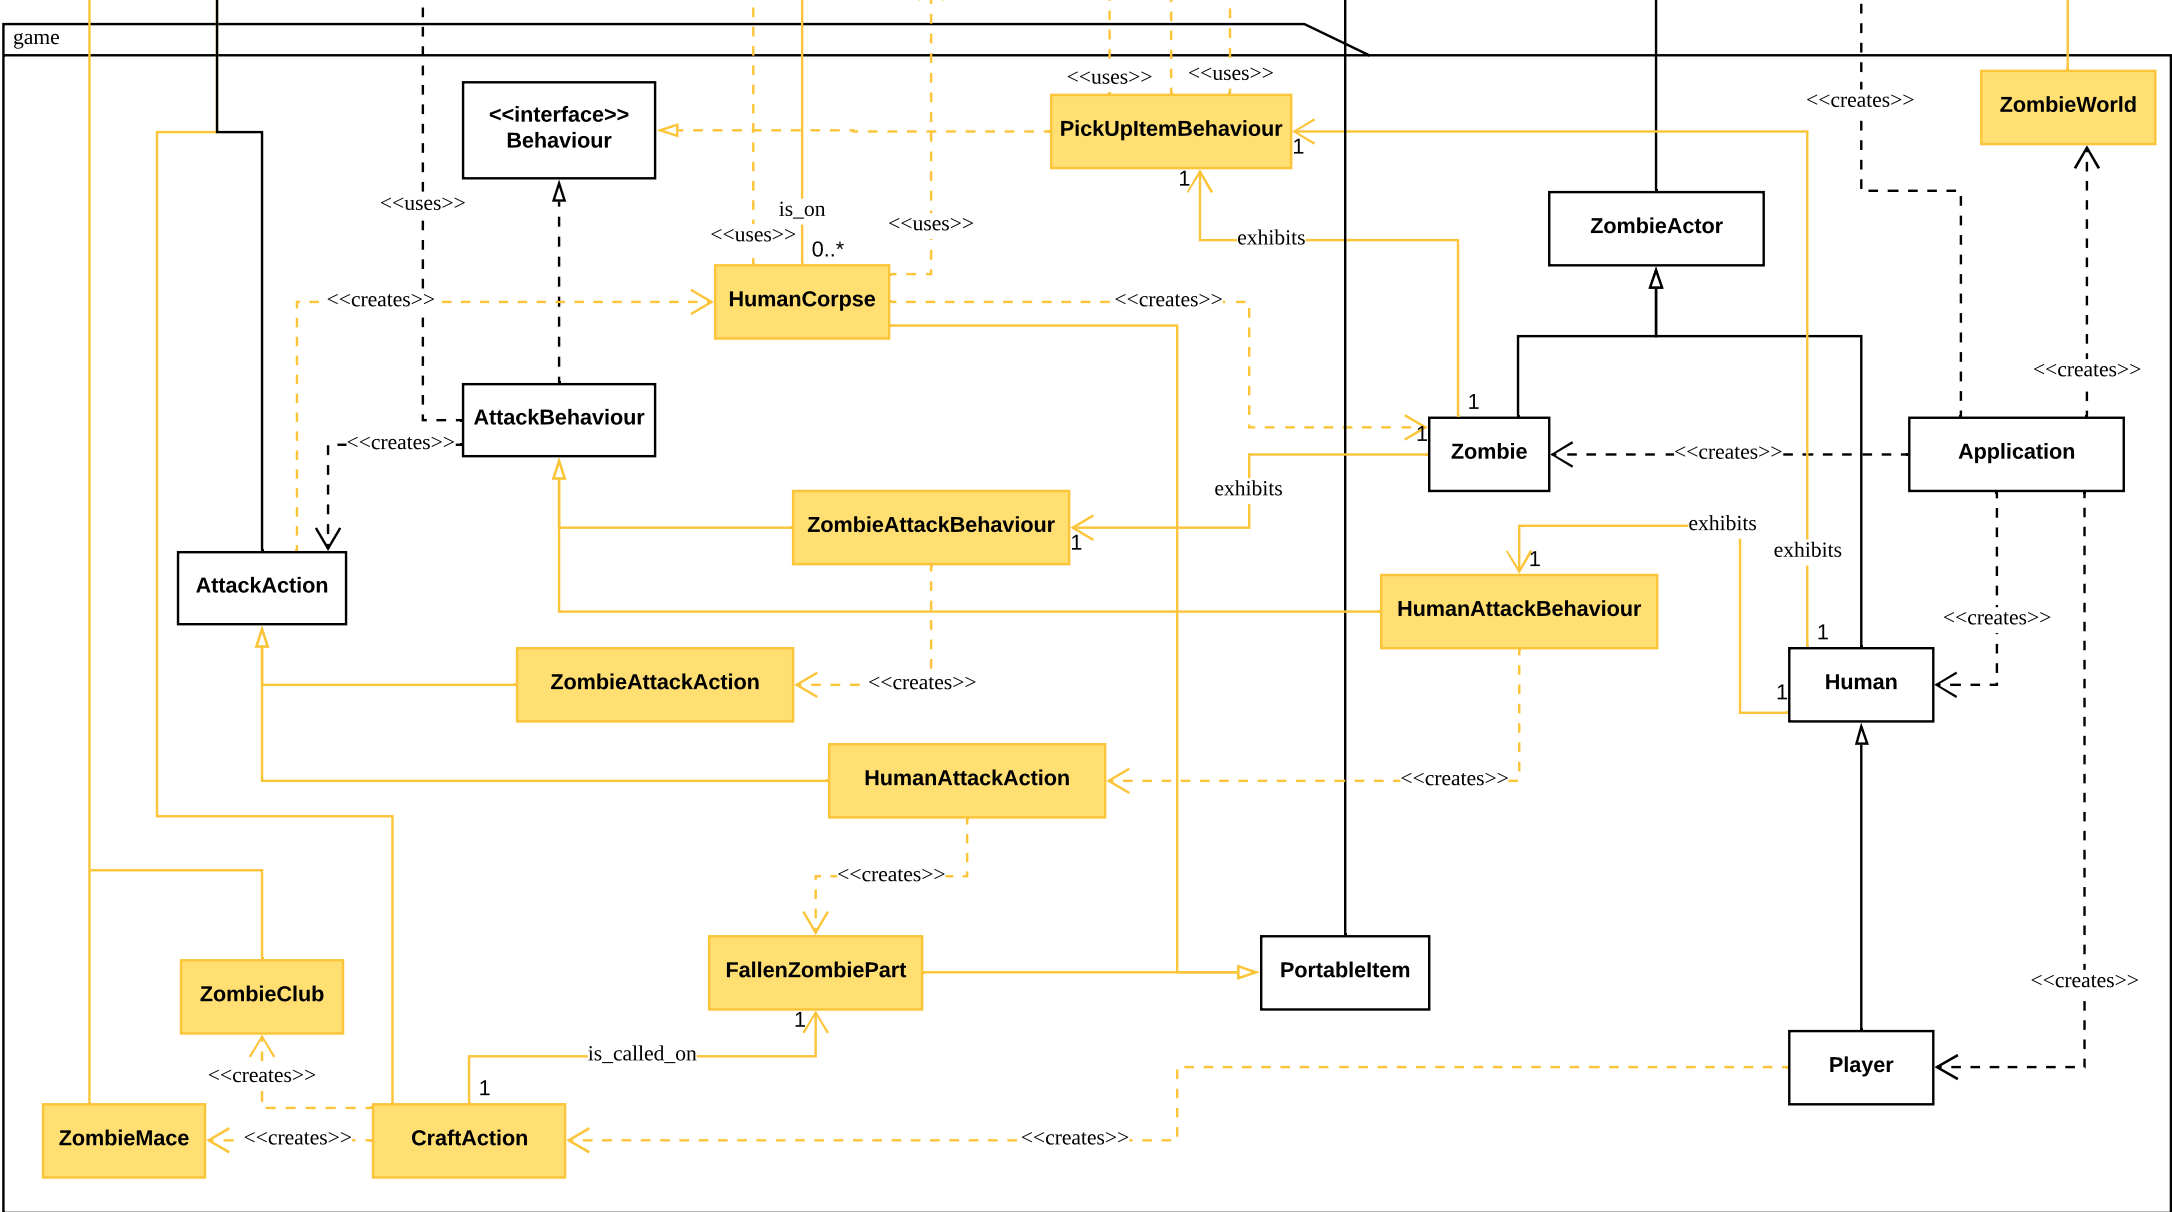 game
<<uses>>
<<uses>>
<<creates>>
ZombieWorld
<<interface>>
Behaviour
PickUpItemBehaviour
1
1
<<uses>>
is_on
<<uses>>
<<uses>>
0..*
exhibits
ZombieActor
<<creates>>
HumanCorpse
<<creates>>
<<creates>>
AttackBehaviour
<<creates>>
1
1
Zombie
<<creates>>
Application
exhibits
ZombieAttackBehaviour
1
exhibits
exhibits
1
AttackAction
HumanAttackBehaviour
<<creates>>
1
ZombieAttackAction
<<creates>>
1
Human
HumanAttackAction
<<creates>>
<<creates>>
FallenZombiePart
PortableItem
<<creates>>
ZombieClub
1
is_called_on
<<creates>>
1
Player
ZombieMace
<<creates>>
CraftAction
<<creates>>